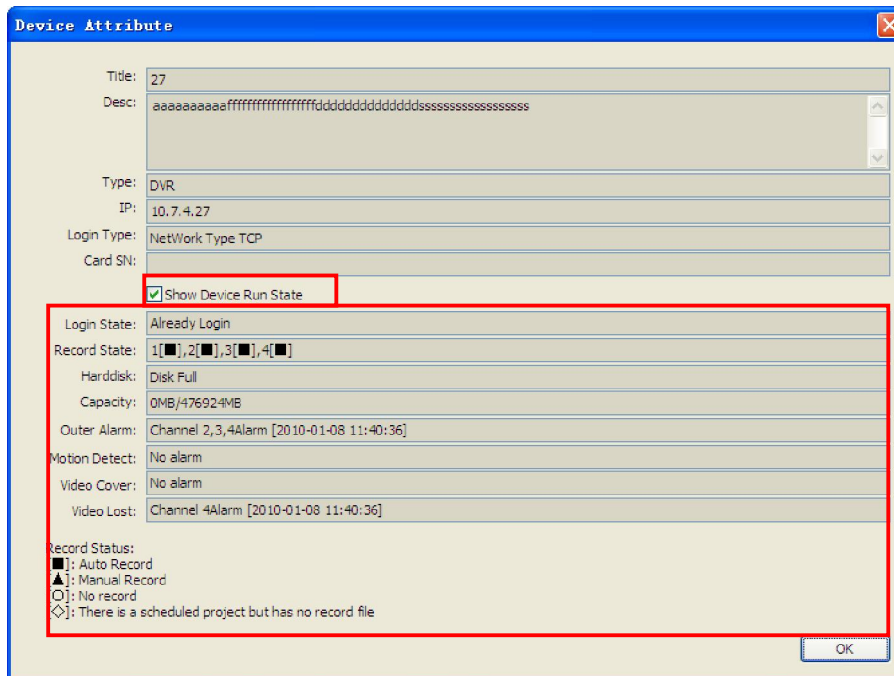 Device Attribute
Title: 27
Desc: aaaaaaaaaaffffffffffffffffffddddddddddddddssssssssssssssssss
Type: DVR
IP: 10.7.4.27
Login Type: NetWork Type TCP
Card SN:
Show Device Run State
Login State: Already Login
Record State: 1[■],2[■],3[■],4[■]
Harddisk: Disk Full
Capacity: 0MB/476924MB
Outer Alarm: Channel 2,3,4Alarm [2010-01-08 11:40:36]
Motion Detect: No alarm
Video Cover: No alarm
Video Lost: Channel 4Alarm [2010-01-08 11:40:36]
Record Status:
[■]: Auto Record
[▲]: Manual Record
[○]: No record
[◇]: There is a scheduled project but has no record file
OK